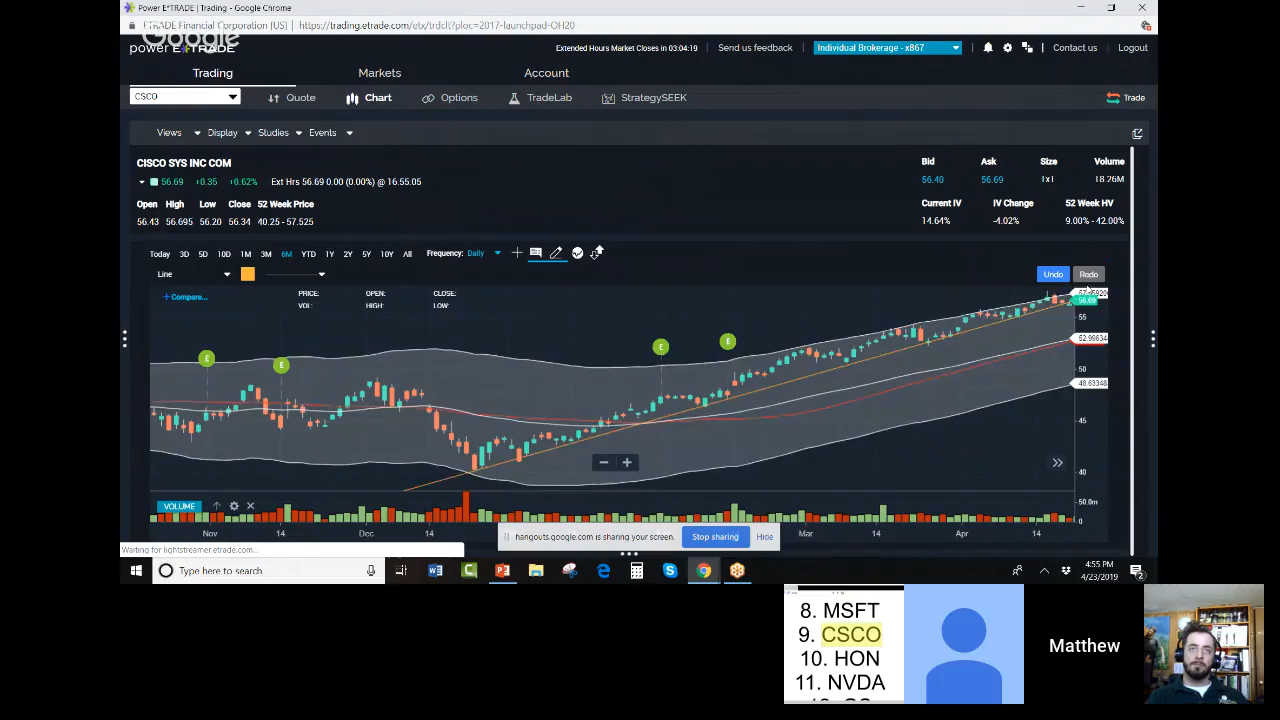 Power E*TRADE | Trading - Google Chrome
ETRADE Financial Corporation [US] | https://trading.etrade.com/etx/trdclt?ploc=2017-launchpad-OH20
Google
power E*TRADE
Extended Hours Market Closes in 03:04:19 Send us feedback Individual Brokerage - x867 Contact us Logout
Trading Markets Account
CSCO Quote Chart Options TradeLab StrategySEEK Trade
Views Display Studies Events
CISCO SYS INC COM
56.69 +0.35 +0.62% Ext Hrs 56.69 0.00 (0.00%) @ 16:55:05
Open High Low Close 52 Week Price
56.43 56.695 56.20 56.34 40.25 - 57.525
Bid Ask Size Volume
56.40 56.69 1x1 18.26M
Current IV IV Change 52 Week HV
14.64% -4.02% 9.00% - 42.00%
Today 3D 5D 10D 1M 3M 6M YTD 1Y 2Y 5Y 10Y All Frequency: Daily
Line Undo Redo
+ Compare... PRICE: OPEN: CLOSE:
VOL: HIGH: LOW:
56.69
55
52.99634
50
48.63348
45
40
E E E E
VOLUME
50.0m
0
Nov 14 Dec 14 Mar Apr 14
hangouts.google.com is sharing your screen. Stop sharing Hide
Waiting for lightstreamer.etrade.com...
Type here to search
4:55 PM
4/23/2019
2
8. MSFT
9. CSCO
10. HON
11. NVDA
Matthew